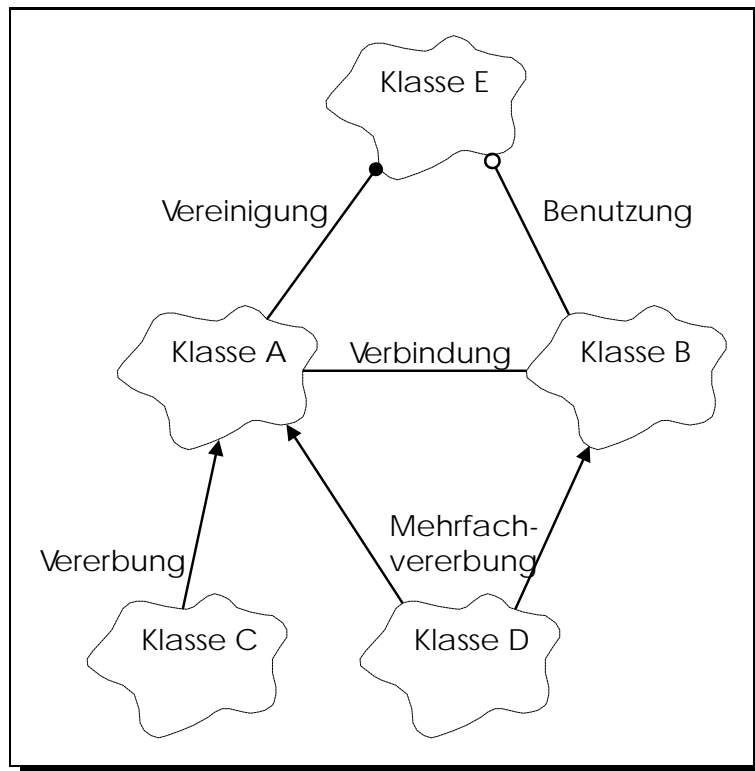 Klasse E
Vereinigung
Benutzung
Klasse A
Verbindung
Klasse B
Mehrfach-
vererbung
Vererbung
Klasse C
Klasse D